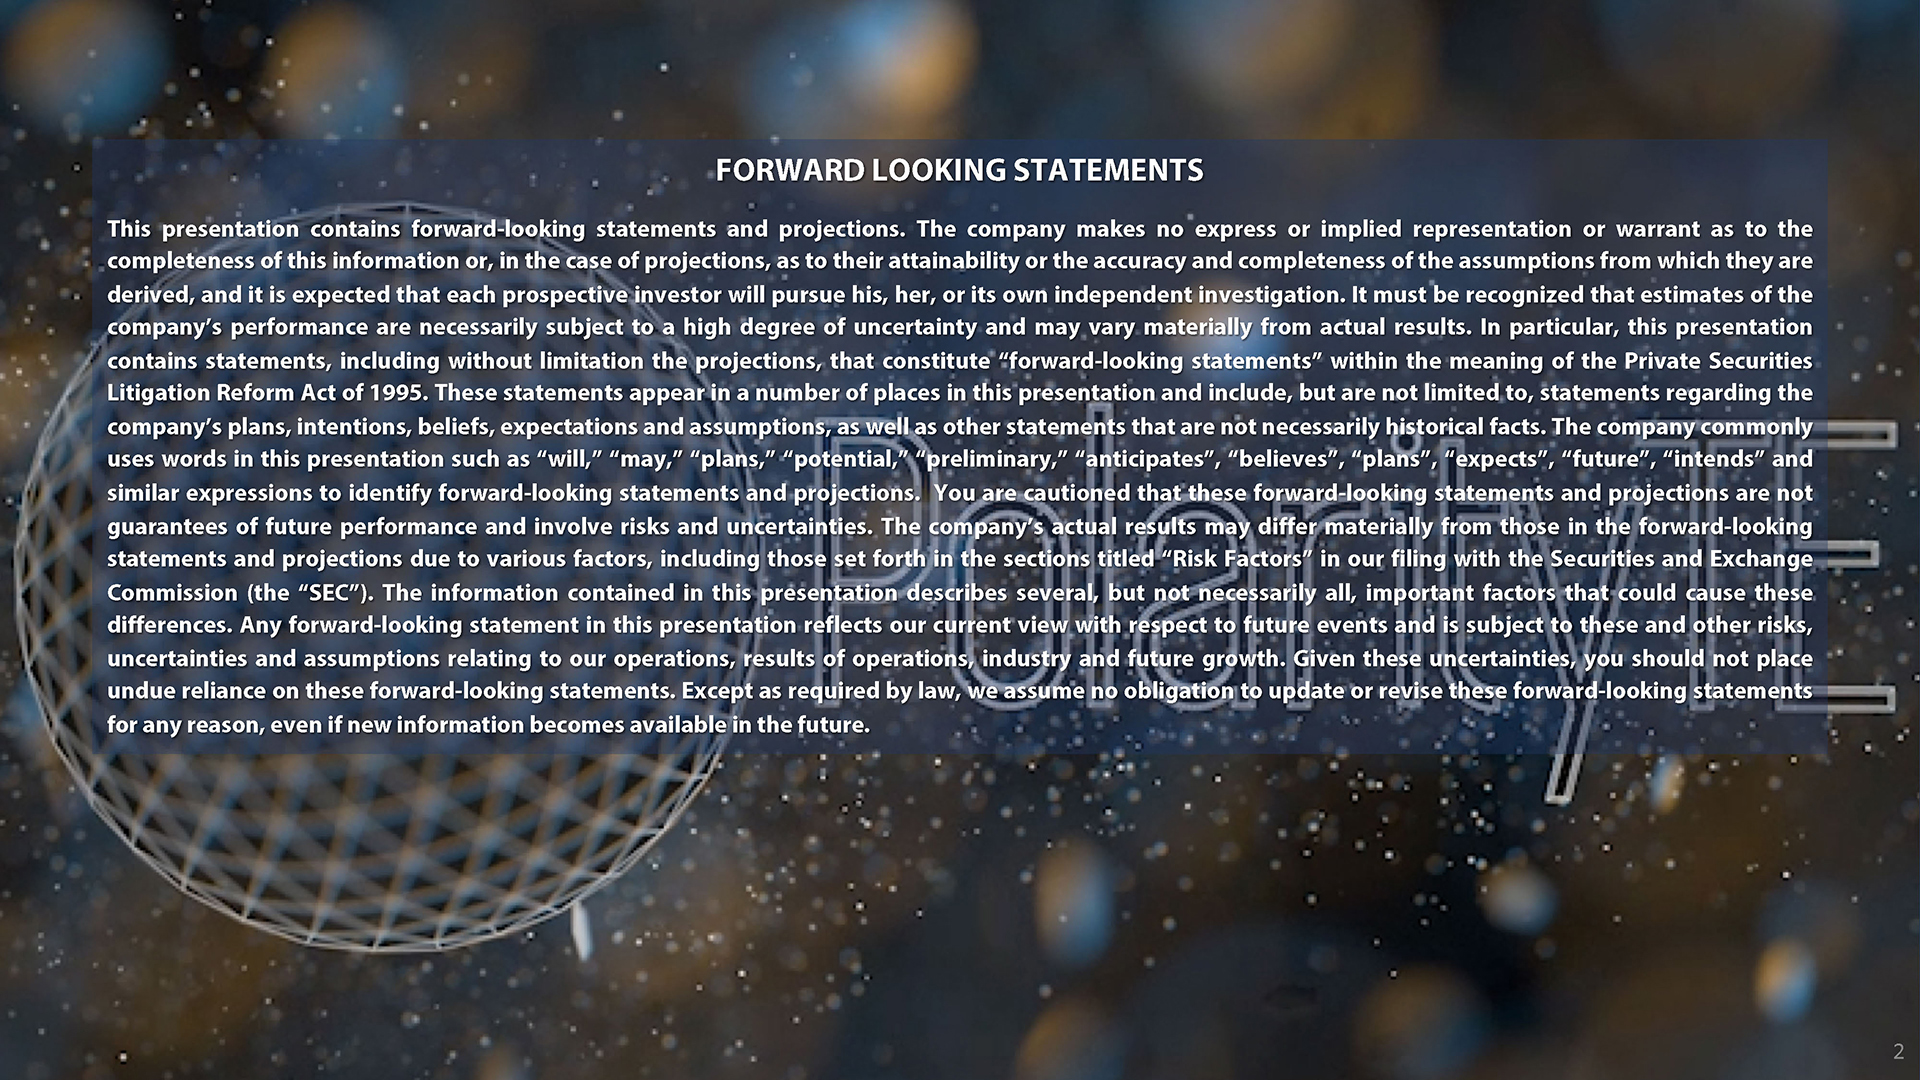 FORWARD LOOKING STATEMENTS
This presentation contains forward-looking statements and projections. The company makes no express or implied representation or warrant as to the
completeness of this information or, in the case of projections, as to their attainability or the accuracy and completeness of the assumptions from which they are
derived, and it is expected that each prospective investor will pursue his, her, or its own independent investigation. It must be recognized that estimates of the
company’s performance are necessarily subject to a high degree of uncertainty and may vary materially from actual results. In particular, this presentation
contains statements, including without limitation the projections, that constitute “forward-looking statements” within the meaning of the Private Securities
Litigation Reform Act of 1995. These statements appear in a number of places in this presentation and include, but are not limited to, statements regarding the
company’s plans, intentions, beliefs, expectations and assumptions, as well as other statements that are not necessarily historical facts. The company commonly
uses words in this presentation such as “will,” “may,” “plans,” “potential,” “preliminary,” “anticipates”, “believes”, “plans”, “expects”, “future”, “intends” and
similar expressions to identify forward-looking statements and projections.  You are cautioned that these forward-looking statements and projections are not
guarantees of future performance and involve risks and uncertainties. The company’s actual results may differ materially from those in the forward-looking
statements and projections due to various factors, including those set forth in the sections titled “Risk Factors” in our filing with the Securities and Exchange
Commission (the “SEC”). The information contained in this presentation describes several, but not necessarily all, important factors that could cause these
differences. Any forward-looking statement in this presentation reflects our current view with respect to future events and is subject to these and other risks,
uncertainties and assumptions relating to our operations, results of operations, industry and future growth. Given these uncertainties, you should not place
undue reliance on these forward-looking statements. Except as required by law, we assume no obligation to update or revise these forward-looking statements
for any reason, even if new information becomes available in the future.
PolarityTE
2